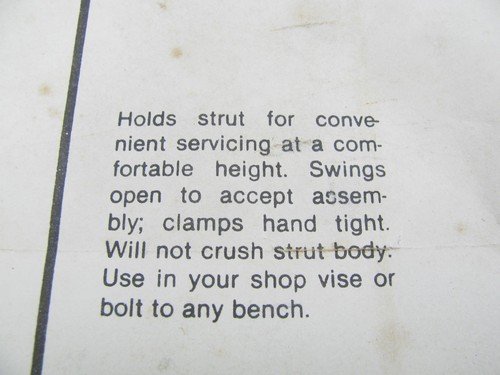 Holds strut for conve-
nient servicing at a com-
fortable height. Swings
open to accept assem-
bly; clamps hand tight.
Will not crush strut body.
Use in your shop vise or
bolt to any bench.